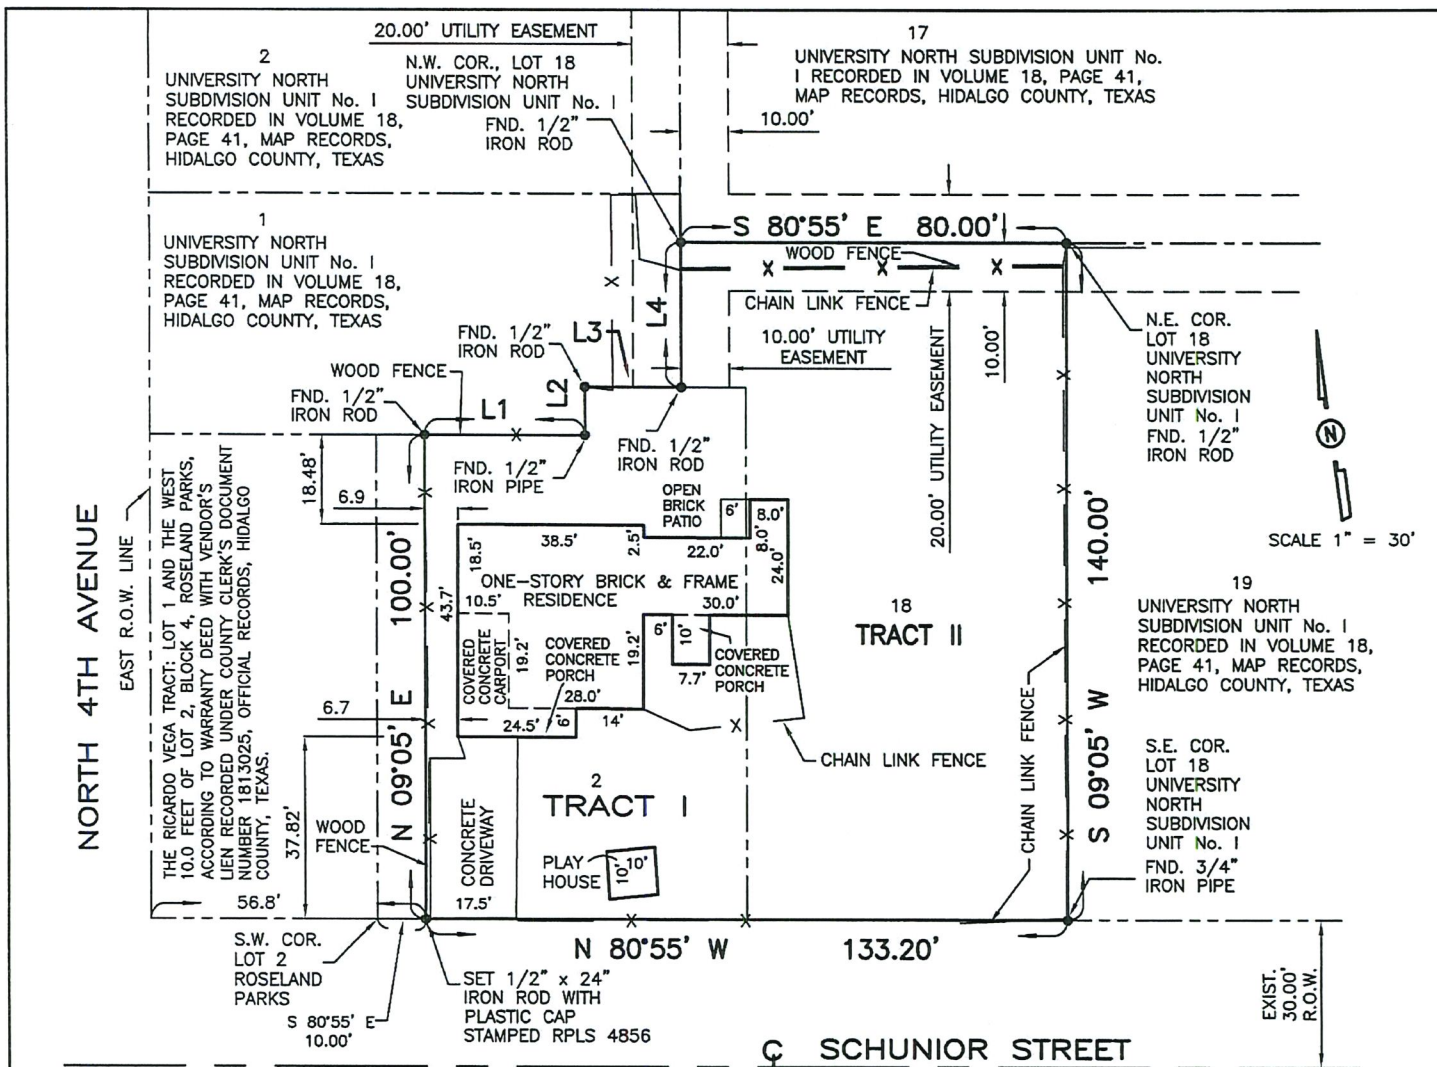 20.00' UTILITY EASEMENT
2
UNIVERSITY NORTH
SUBDIVISION UNIT No. I
RECORDED IN VOLUME 18,
PAGE 41, MAP RECORDS,
HIDALGO COUNTY, TEXAS
N.W. COR., LOT 18
UNIVERSITY NORTH
SUBDIVISION UNIT No. I
FND. 1/2"
IRON ROD
17
UNIVERSITY NORTH SUBDIVISION UNIT No.
I RECORDED IN VOLUME 18, PAGE 41,
MAP RECORDS, HIDALGO COUNTY, TEXAS
10.00'
1
UNIVERSITY NORTH
SUBDIVISION UNIT No. I
RECORDED IN VOLUME 18,
PAGE 41, MAP RECORDS,
HIDALGO COUNTY, TEXAS
S 80°55' E 80.00'
WOOD FENCE
CHAIN LINK FENCE
L4
L3
FND. 1/2"
IRON ROD
10.00' UTILITY
EASEMENT
20.00' UTILITY EASEMENT
10.00'
N.E. COR.
LOT 18
UNIVERSITY
NORTH
SUBDIVISION
UNIT No. I
FND. 1/2"
IRON ROD
WOOD FENCE
FND. 1/2"
IRON ROD
L1
L2
FND. 1/2"
IRON PIPE
FND. 1/2"
IRON ROD
N
SCALE 1" = 30'
NORTH 4TH AVENUE
EAST R.O.W. LINE
THE RICARDO VEGA TRACT: LOT 1 AND THE WEST
10.0 FEET OF LOT 2, BLOCK 4, ROSELAND PARKS,
ACCORDING TO WARRANTY DEED WITH VENDOR'S
LIEN RECORDED UNDER COUNTY CLERK'S DOCUMENT
NUMBER 1813025, OFFICIAL RECORDS, HIDALGO
COUNTY, TEXAS.
18.48'
6.9
N 09°05' E 100.00'
OPEN
BRICK
PATIO
6'
8.0'
8.0'
24.0'
38.5'
2.5'
22.0'
18.5'
43.7'
ONE-STORY BRICK & FRAME
RESIDENCE
10.5'
30.0'
COVERED
CONCRETE
CARPORT
19.2'
COVERED
CONCRETE
PORCH
19.2'
6'
10'
7.7'
COVERED
CONCRETE
PORCH
28.0'
24.5'
6'
14'
6.7
18
TRACT II
140.00'
S 09°05' W
19
UNIVERSITY NORTH
SUBDIVISION UNIT No. I
RECORDED IN VOLUME 18,
PAGE 41, MAP RECORDS,
HIDALGO COUNTY, TEXAS
CHAIN LINK FENCE
CHAIN LINK FENCE
37.82'
WOOD
FENCE
CONCRETE
DRIVEWAY
17.5'
2
TRACT I
PLAY
HOUSE
10'
10'
S.E. COR.
LOT 18
UNIVERSITY
NORTH
SUBDIVISION
UNIT No. I
FND. 3/4"
IRON PIPE
56.8'
S.W. COR.
LOT 2
ROSELAND
PARKS
S 80°55' E
10.00'
N 80°55' W 133.20'
SET 1/2" x 24"
IRON ROD WITH
PLASTIC CAP
STAMPED RPLS 4856
EXIST.
30.00'
R.O.W.
℄ SCHUNIOR STREET